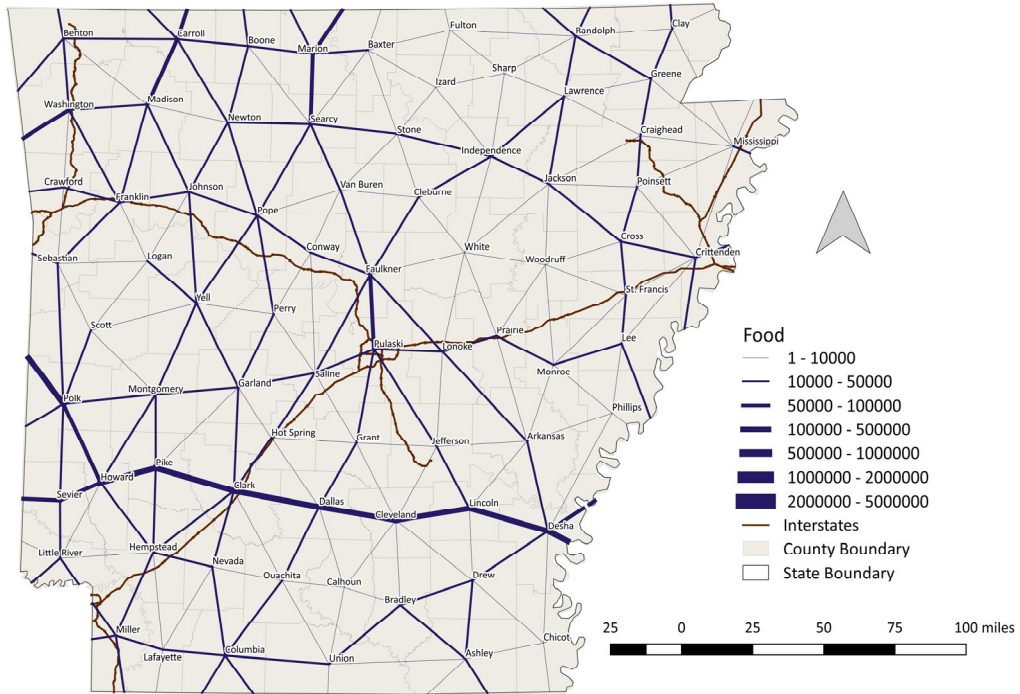 Benton
Carroll
Boone
Marion
Baxter
Fulton
Randolph
Clay
Izard
Sharp
Greene
Washington
Madison
Newton
Searcy
Stone
Lawrence
Independence
Craighead
Mississippi
Crawford
Franklin
Johnson
Van Buren
Cleburne
Jackson
Poinsett
Pope
Conway
White
Woodruff
Cross
Crittenden
Sebastian
Logan
Faulkner
Yell
Perry
St. Francis
Scott
Pulaski
Lonoke
Prairie
Lee
Monroe
Saline
Polk
Montgomery
Garland
Phillips
Hot Spring
Grant
Jefferson
Arkansas
Sevier
Howard
Pike
Clark
Dallas
Cleveland
Lincoln
Desha
Little River
Hempstead
Nevada
Ouachita
Calhoun
Drew
Bradley
Miller
Lafayette
Columbia
Union
Ashley
Chicot
Food
1 - 10000
10000 - 50000
50000 - 100000
100000 - 500000
500000 - 1000000
1000000 - 2000000
2000000 - 5000000
Interstates
County Boundary
State Boundary
25 0 25 50 75 100 miles